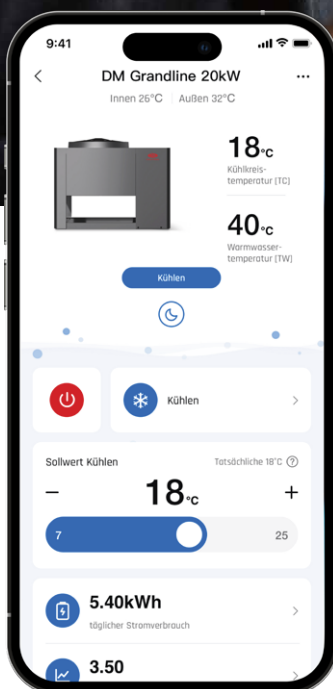 9:41
DM Grandline 20kW
Innen 26°C | Außen 32°C
18°C
Kühlkreis-
temperatur (TC)
40°C
Warmwasser-
temperatur (TW)
Kühlen
Kühlen
Sollwert Kühlen
Tatsächliche 18°C ?
− 18°C +
7
25
5.40kWh
täglicher Stromverbrauch
3.50